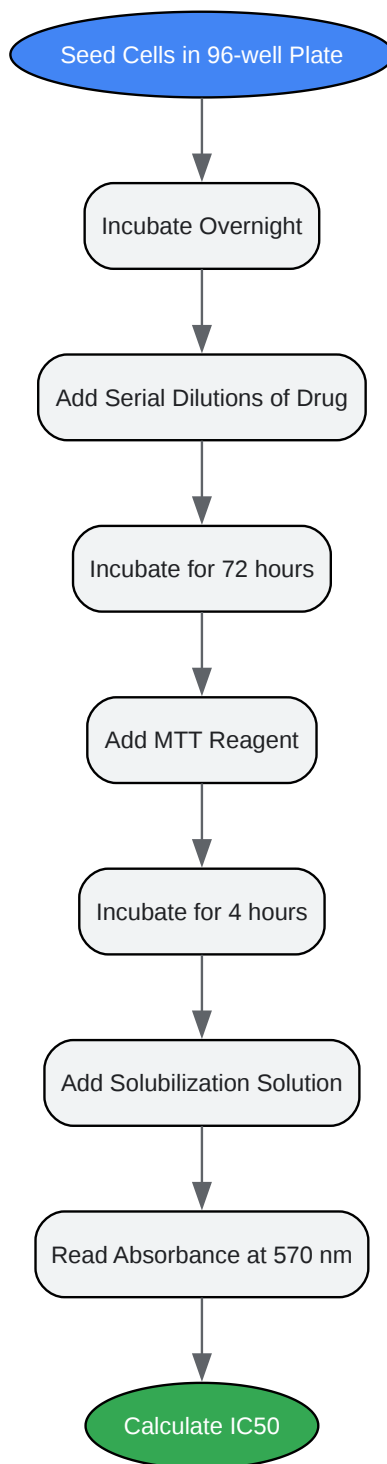 Seed Cells in 96-well Plate
Incubate Overnight
Add Serial Dilutions of Drug
Incubate for 72 hours
Add MTT Reagent
Incubate for 4 hours
Add Solubilization Solution
Read Absorbance at 570 nm
Calculate IC50